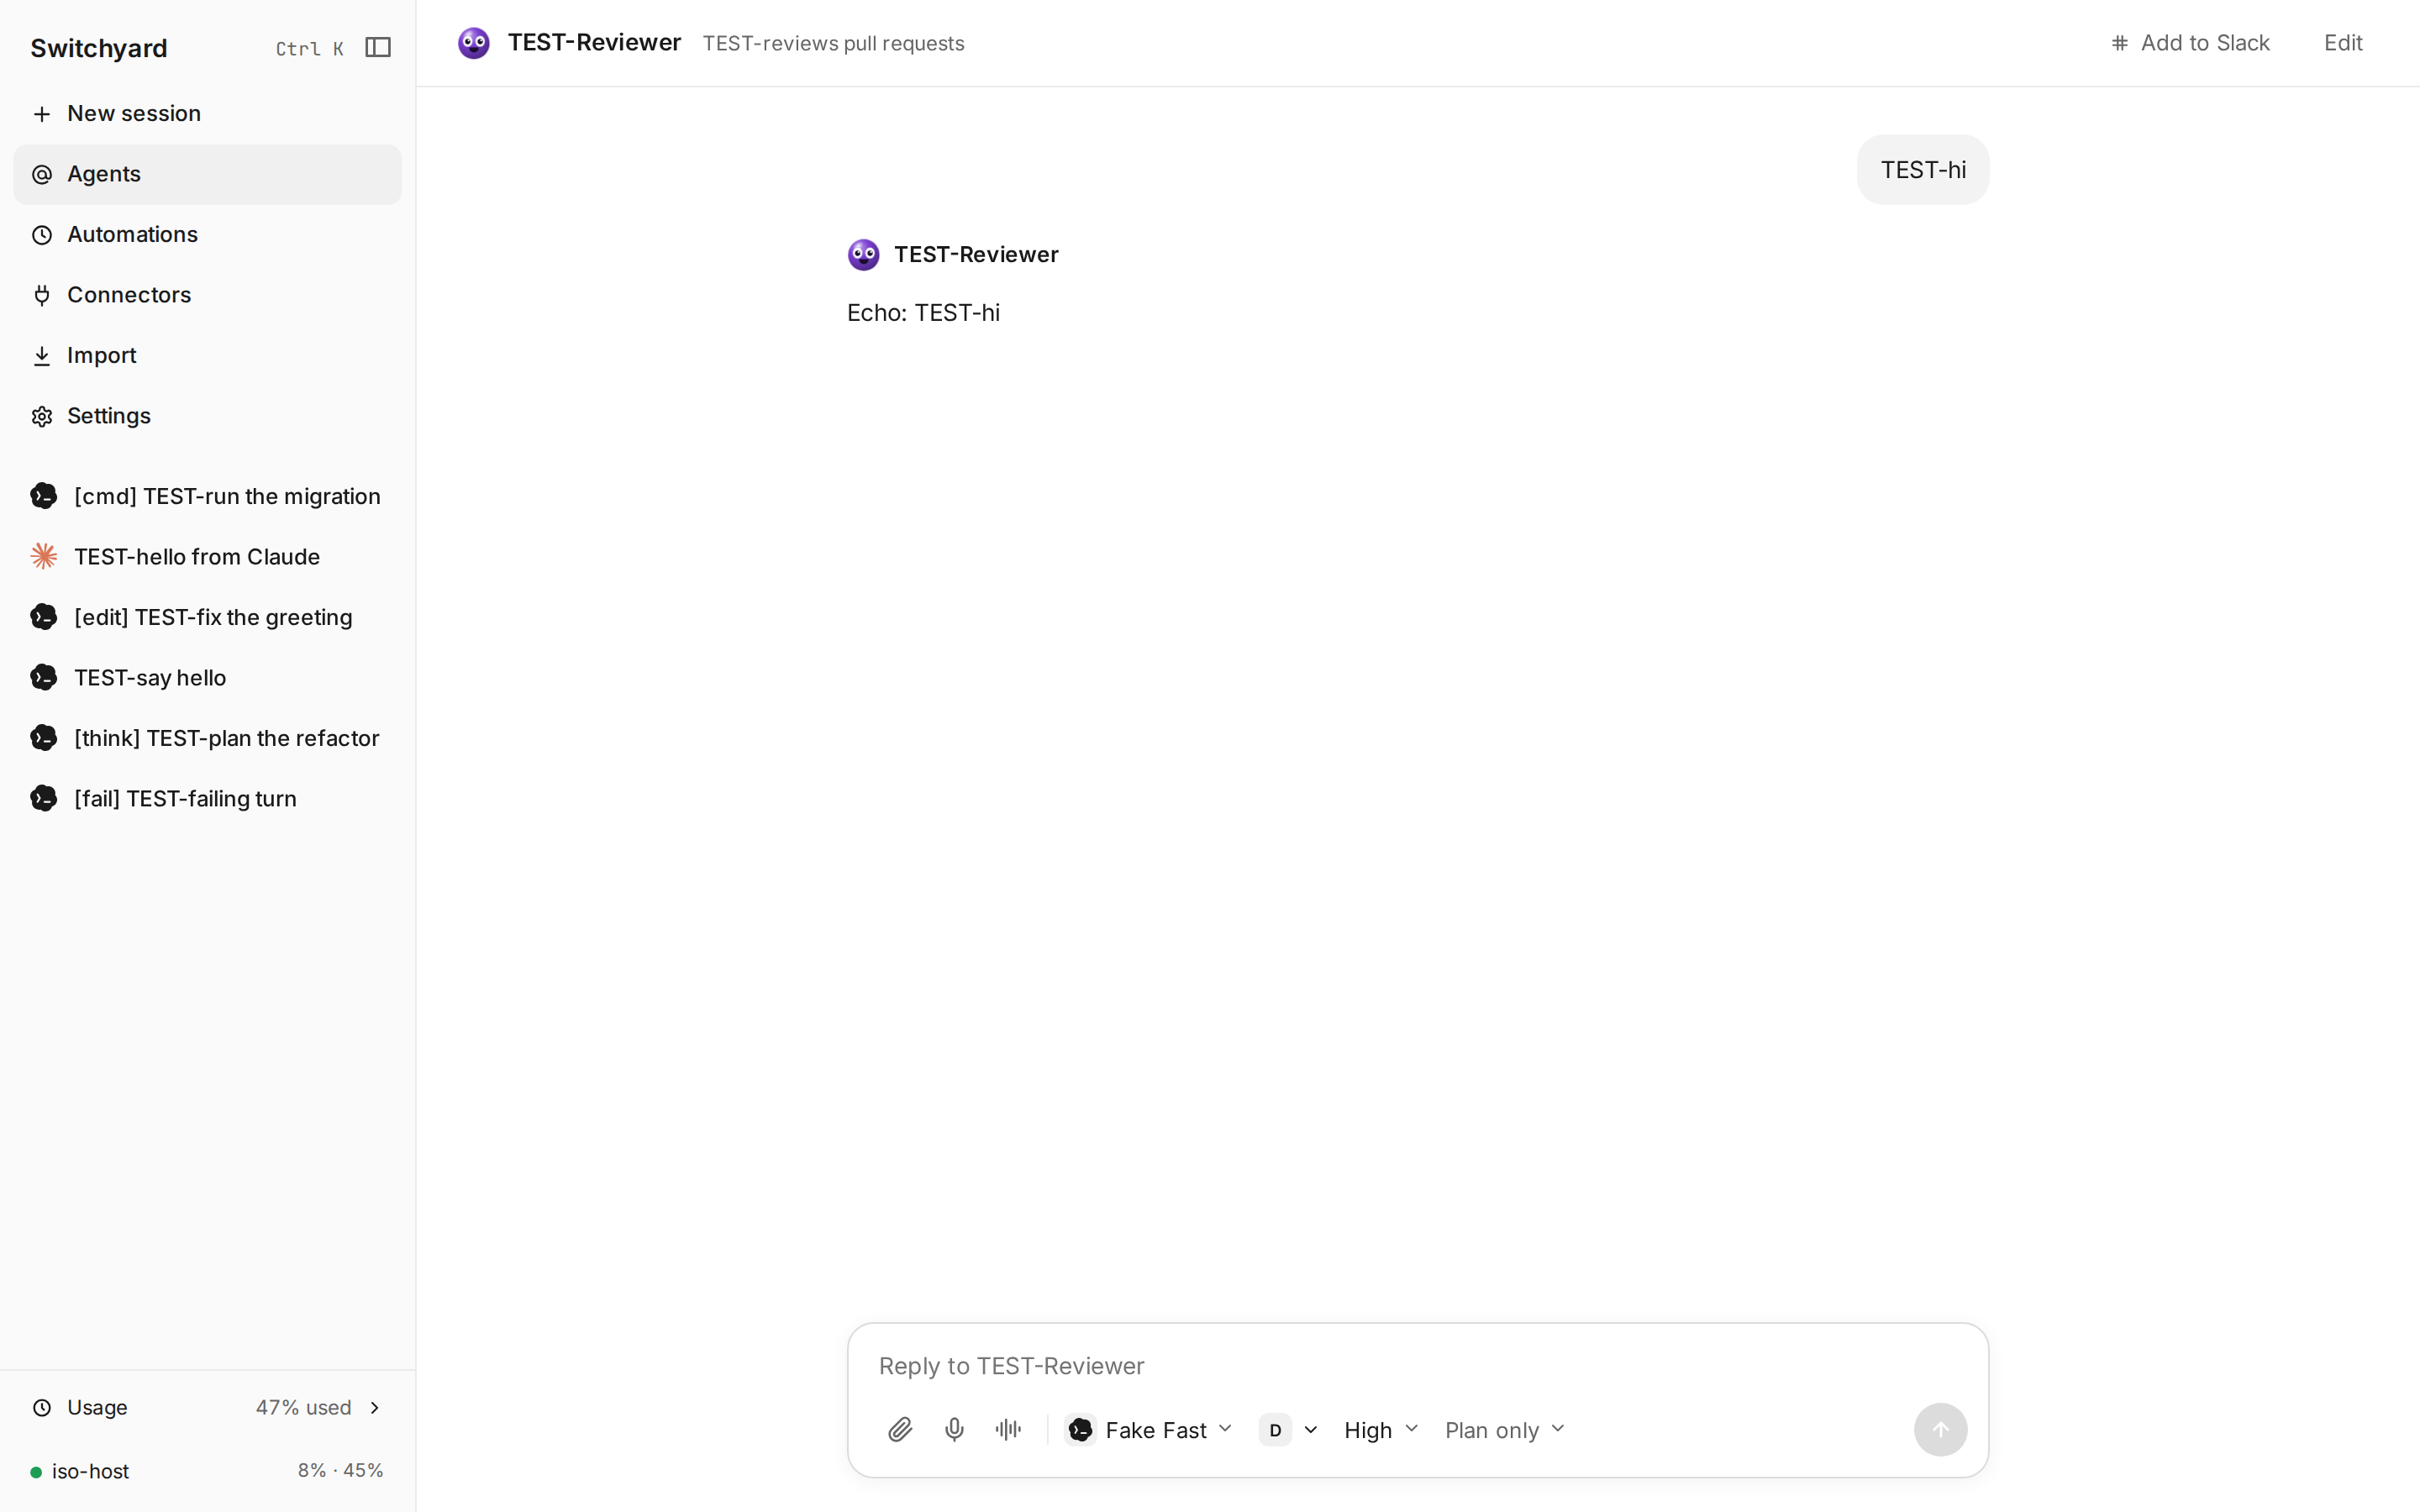 Switchyard
Ctrl K
New session
Agents
Automations
Connectors
Import
Settings
[cmd] TEST-run the migration
TEST-hello from Claude
[edit] TEST-fix the greeting
TEST-say hello
[think] TEST-plan the refactor
[fail] TEST-failing turn
Usage 47% used
iso-host 8% · 45%
TEST-Reviewer TEST-reviews pull requests
Add to Slack Edit
TEST-hi
TEST-Reviewer
Echo: TEST-hi
Reply to TEST-Reviewer
Fake Fast D High Plan only